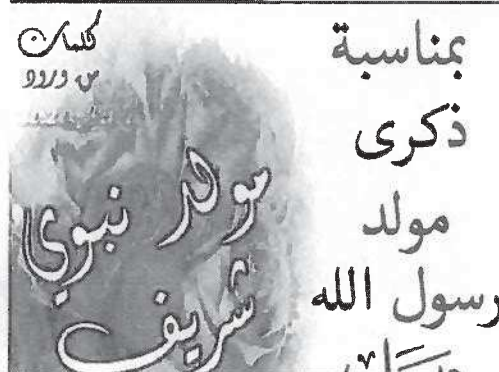 بمناسبة
ذكرى
مولد
رسول الله
كلمات
من ورود
مولد نبوي
شريف